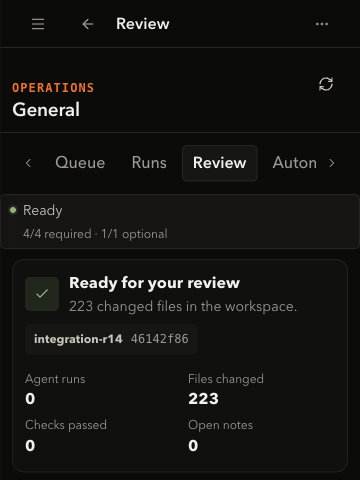 Review
OPERATIONS
General
Queue Runs Review Auton
Ready
4/4 required · 1/1 optional
Ready for your review
223 changed files in the workspace.
integration-r14 46142f86
Agent runs Files changed
0 223
Checks passed Open notes
0 0